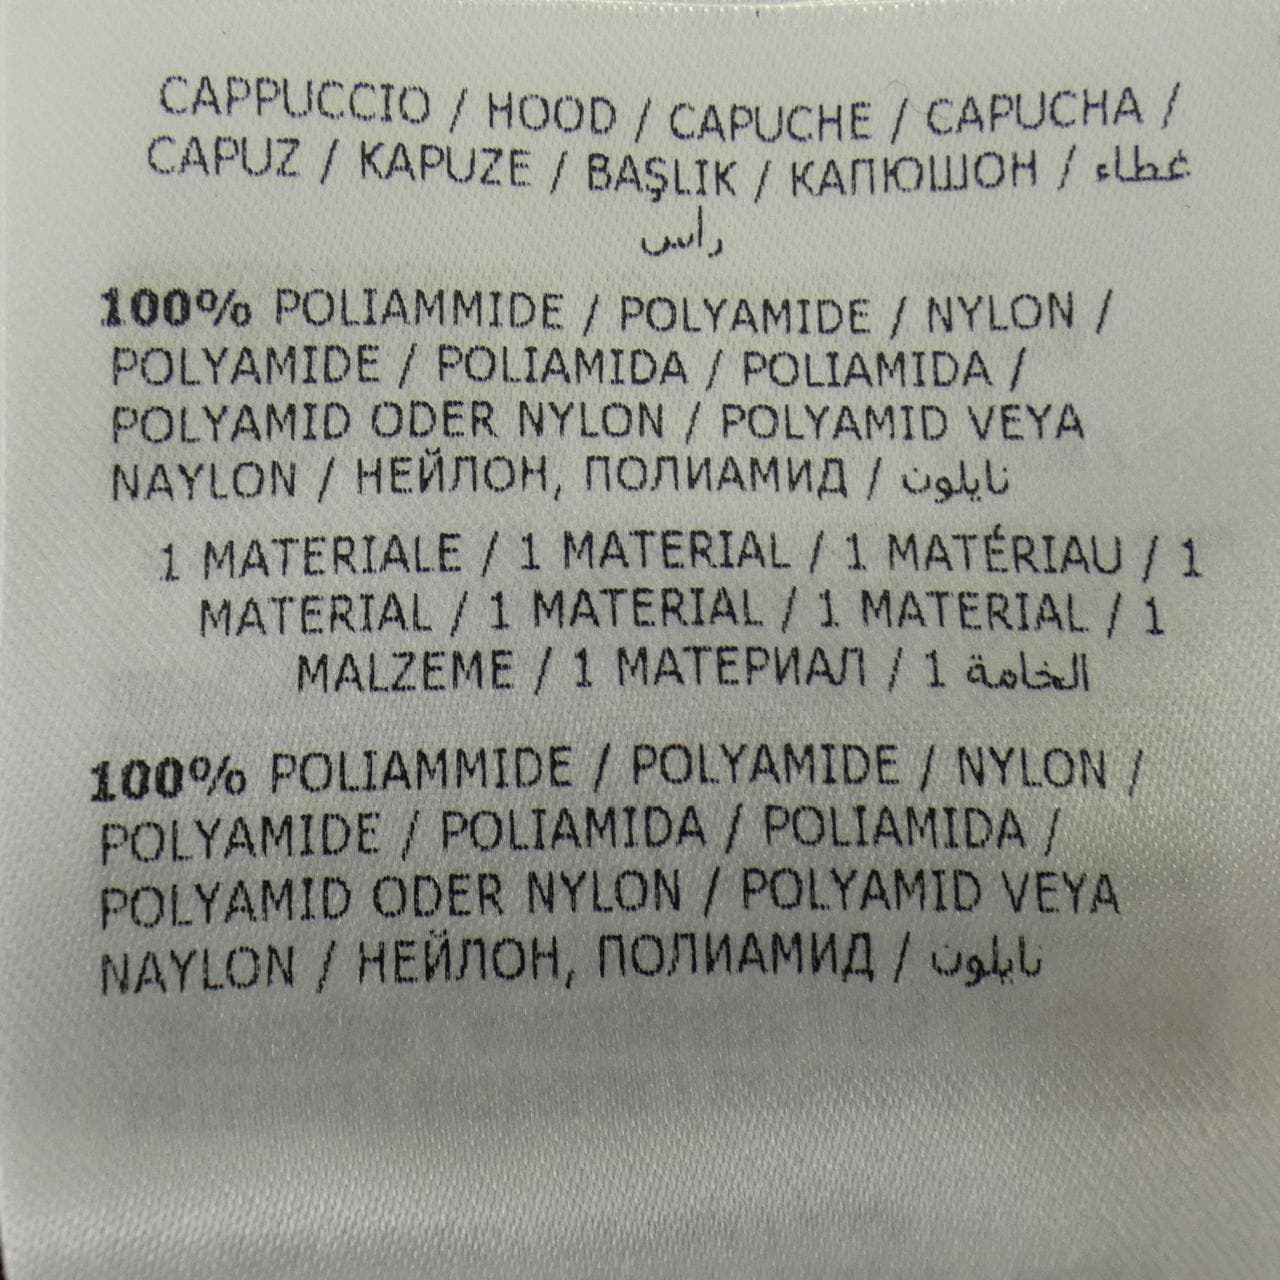 CAPPUCCIO / HOOD / CAPUCHE / CAPUCHA /
CAPUZ / KAPUZE / BAŞLIK / КАПЮШОН / غطاء
رأس
100% POLIAMMIDE / POLYAMIDE / NYLON /
POLYAMIDE / POLIAMIDA / POLIAMIDA /
POLYAMID ODER NYLON / POLYAMID VEYA
NAYLON / НЕЙЛОН, ПОЛИАМИД / نايلون
1 MATERIALE / 1 MATERIAL / 1 MATÉRIAU / 1
MATERIAL / 1 MATERIAL / 1 MATERIAL / 1
MALZEME / 1 МАТЕРИАЛ / 1 الخامة
100% POLIAMMIDE / POLYAMIDE / NYLON /
POLYAMIDE / POLIAMIDA / POLIAMIDA /
POLYAMID ODER NYLON / POLYAMID VEYA
NAYLON / НЕЙЛОН, ПОЛИАМИД / نايلون